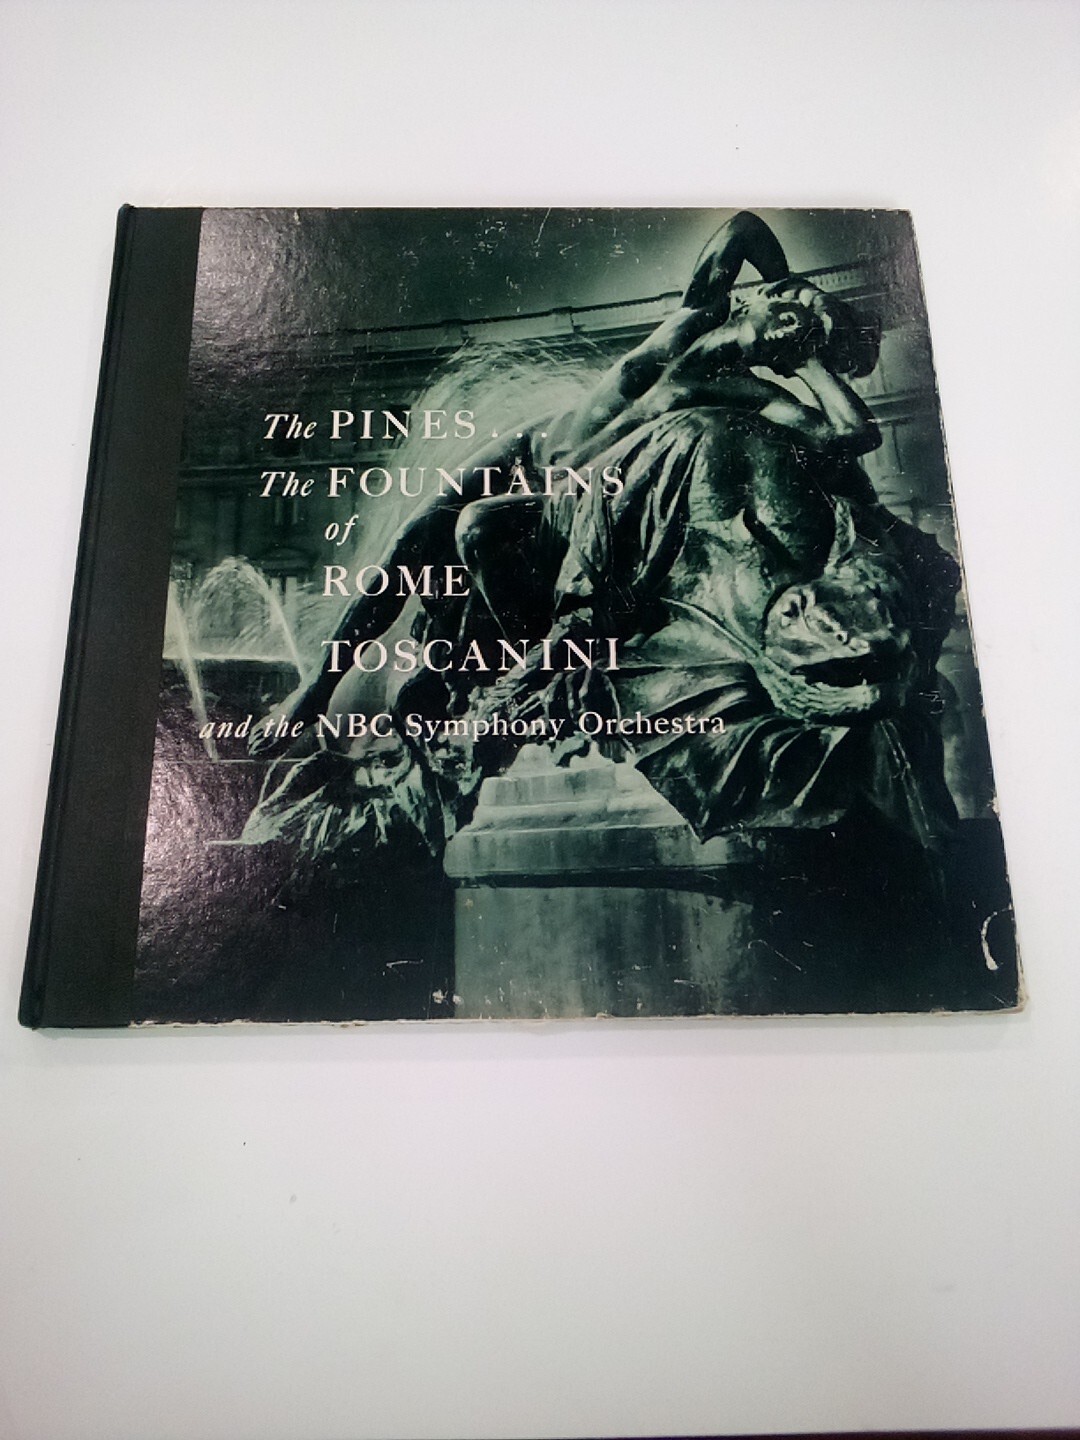 The PINES...
The FOUNTAINS
of
ROME
TOSCANINI
and the NBC Symphony Orchestra